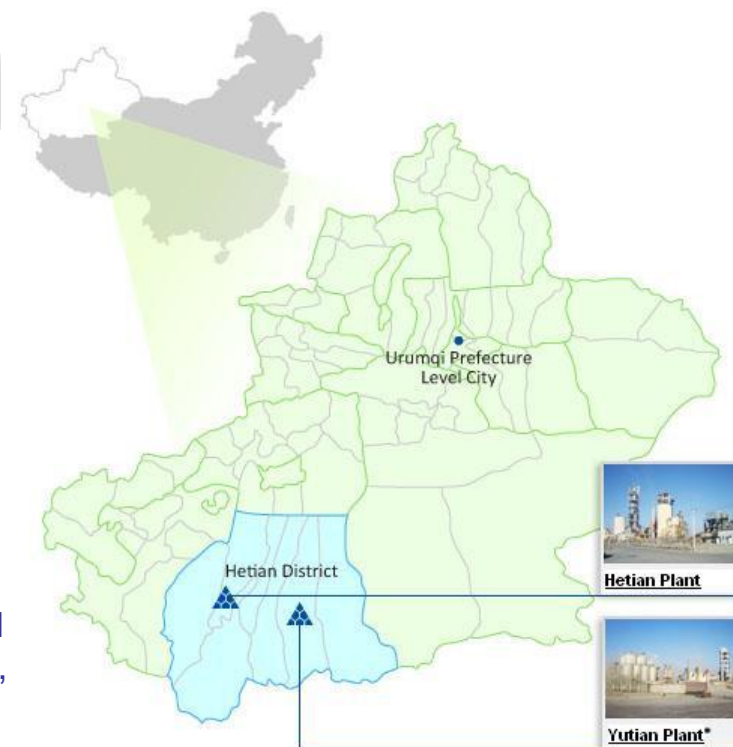 Urumqi Prefecture
Level City
Hetian District
Hetian Plant
Yutian Plant*
,